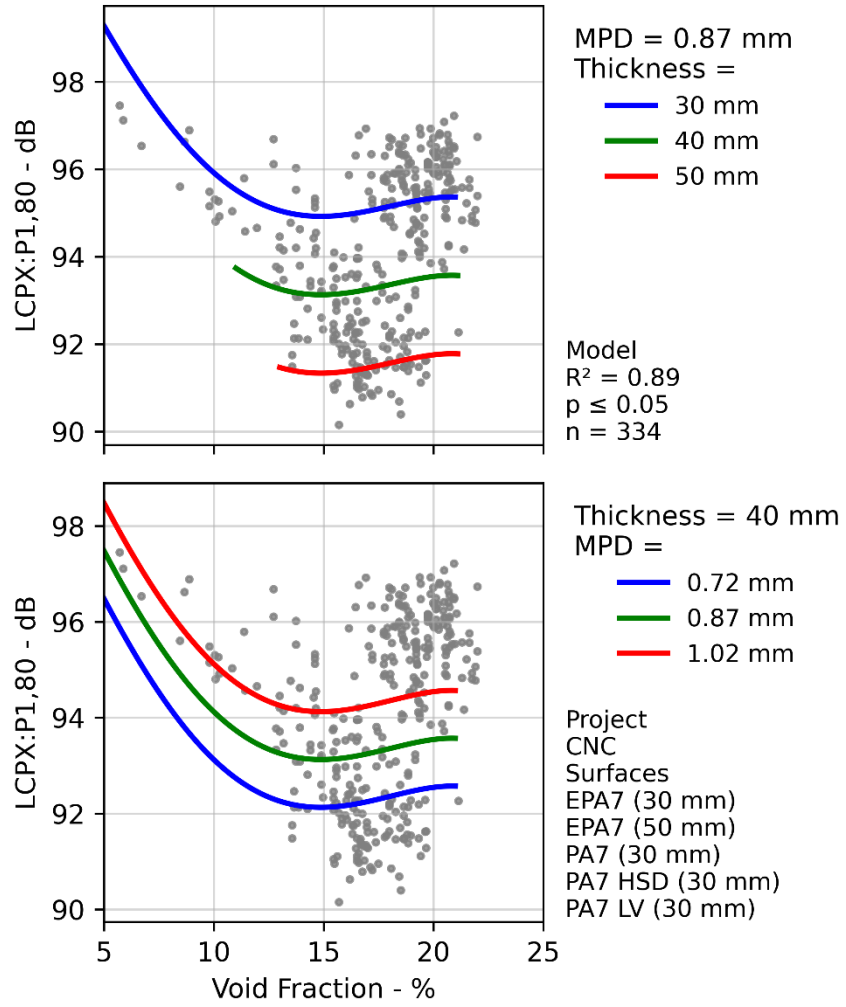 98
96
94
92
90
LCPX:P1,80 - dB
MPD = 0.87 mm
Thickness =
30 mm
40 mm
50 mm
Model
R² = 0.89
p ≤ 0.05
n = 334
98
96
94
92
90
LCPX:P1,80 - dB
5
10
15
20
25
Void Fraction - %
Thickness = 40 mm
MPD =
0.72 mm
0.87 mm
1.02 mm
Project
CNC
Surfaces
EPA7 (30 mm)
EPA7 (50 mm)
PA7 (30 mm)
PA7 HSD (30 mm)
PA7 LV (30 mm)